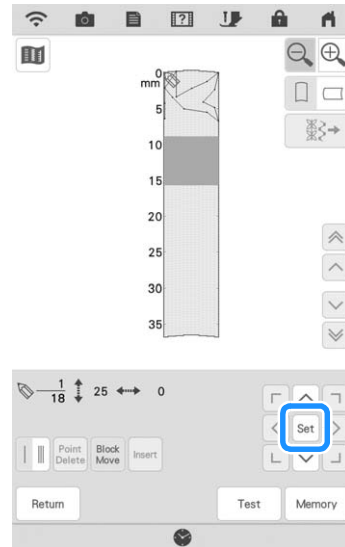 ?
0
mm
5
10
15
20
25
30
35
1
18
25
0
Point
Delete
Block
Move
Insert
Set
Return
Test
Memory